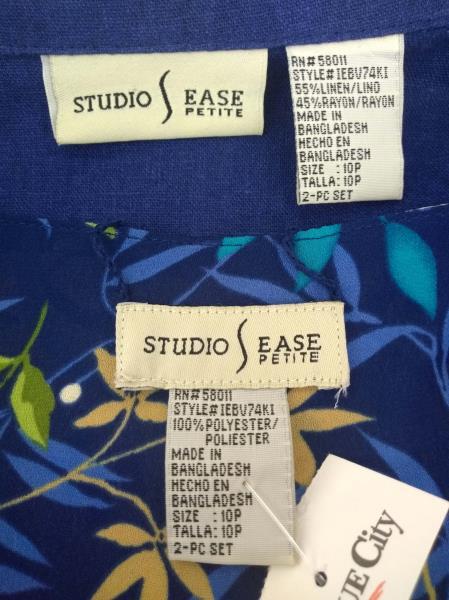 STUDIO S EASE
PETITE
RN#58011
STYLE#IEBV74KI
55%LINEN/LINO
45%RAYON/RAYON
MADE IN
BANGLADESH
HECHO EN
BANGLADESH
SIZE :10P
TALLA: 10P
2-PC SET
STUDIO S EASE
PETITE
RN#58011
STYLE#IEBV74KI
100%POLYESTER/
POLIESTER
MADE IN
BANGLADESH
HECHO EN
BANGLADESH
SIZE : 10P
TALLA: 10P
2-PC SET
City